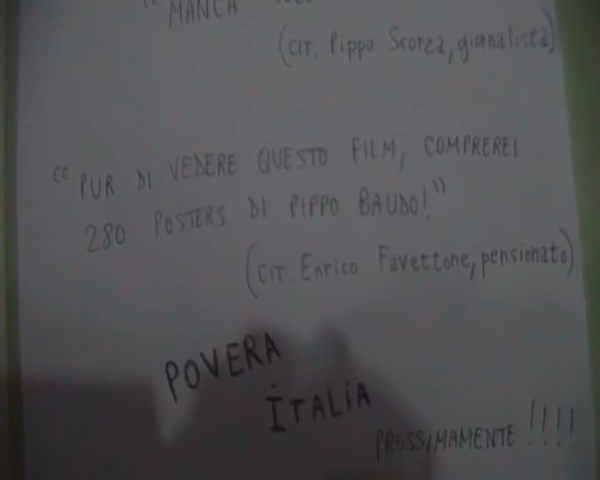 “ MANCA
(CIT. Pippo Scorza, giornalista)
“ PUR DI VEDERE QUESTO FILM, COMPREREI
280 POSTERS DI PIPPO BAUDO!”
(CIT. Enrico Favettone, pensionato).
POVERA
İTALİA
PROSSIMAMENTE !!!!